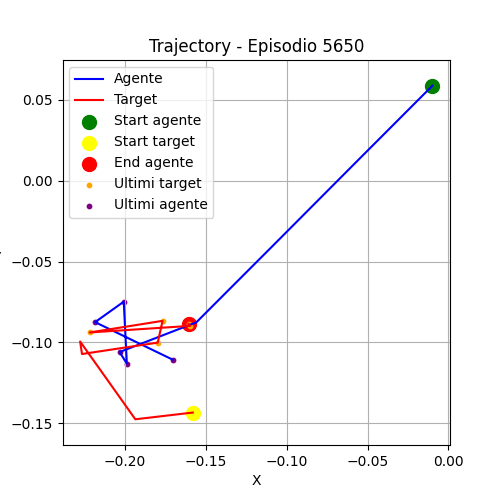 Trajectory - Episodio 5650
Agente
Target
Start agente
Start target
End agente
Ultimi target
Ultimi agente
0.05
0.00
−0.05
−0.10
−0.15
−0.20
−0.15
−0.10
−0.05
0.00
X